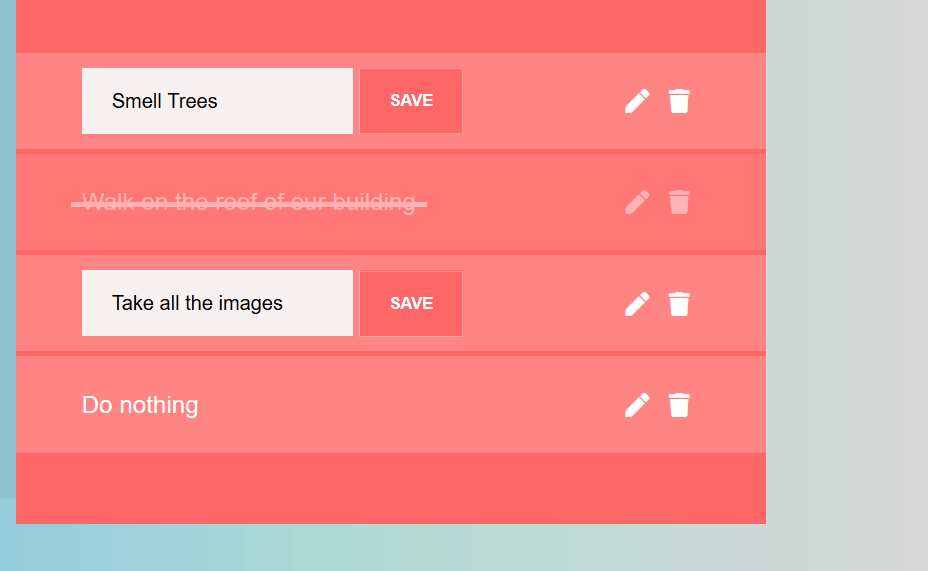 Smell Trees
SAVE
Walk on the roof of our building
Take all the images
SAVE
Do nothing